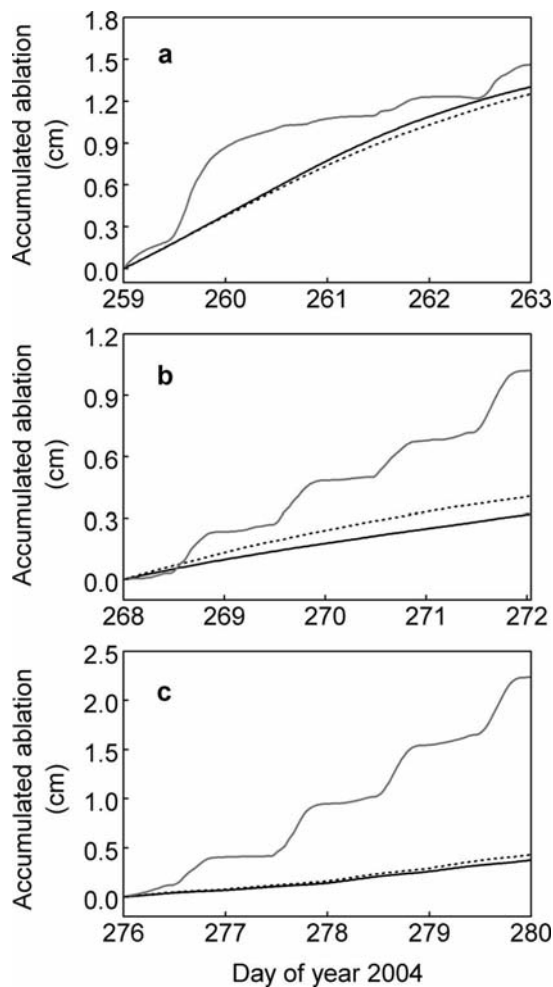 1.8
1.5
1.2
0.9
0.6
0.3
0.0
Accumulated ablation
(cm)
a
259 260 261 262 263
1.2
0.9
0.6
0.3
0.0
Accumulated ablation
(cm)
b
268 269 270 271 272
2.5
2.0
1.5
1.0
0.5
0.0
Accumulated ablation
(cm)
c
276 277 278 279 280
Day of year 2004